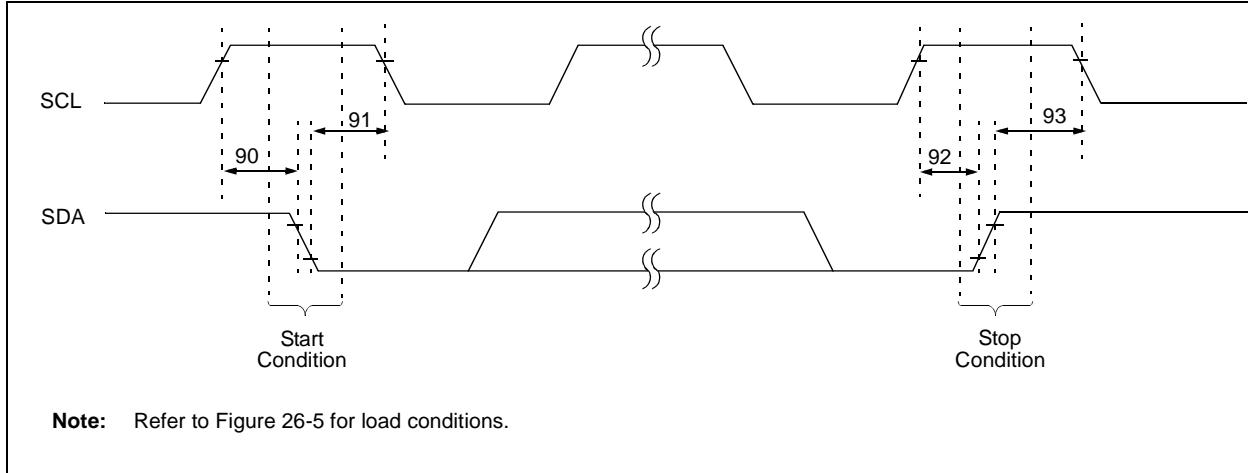 SCL
91
93
90
92
SDA
Start
Condition
Stop
Condition
Note: Refer to Figure 26-5 for load conditions.